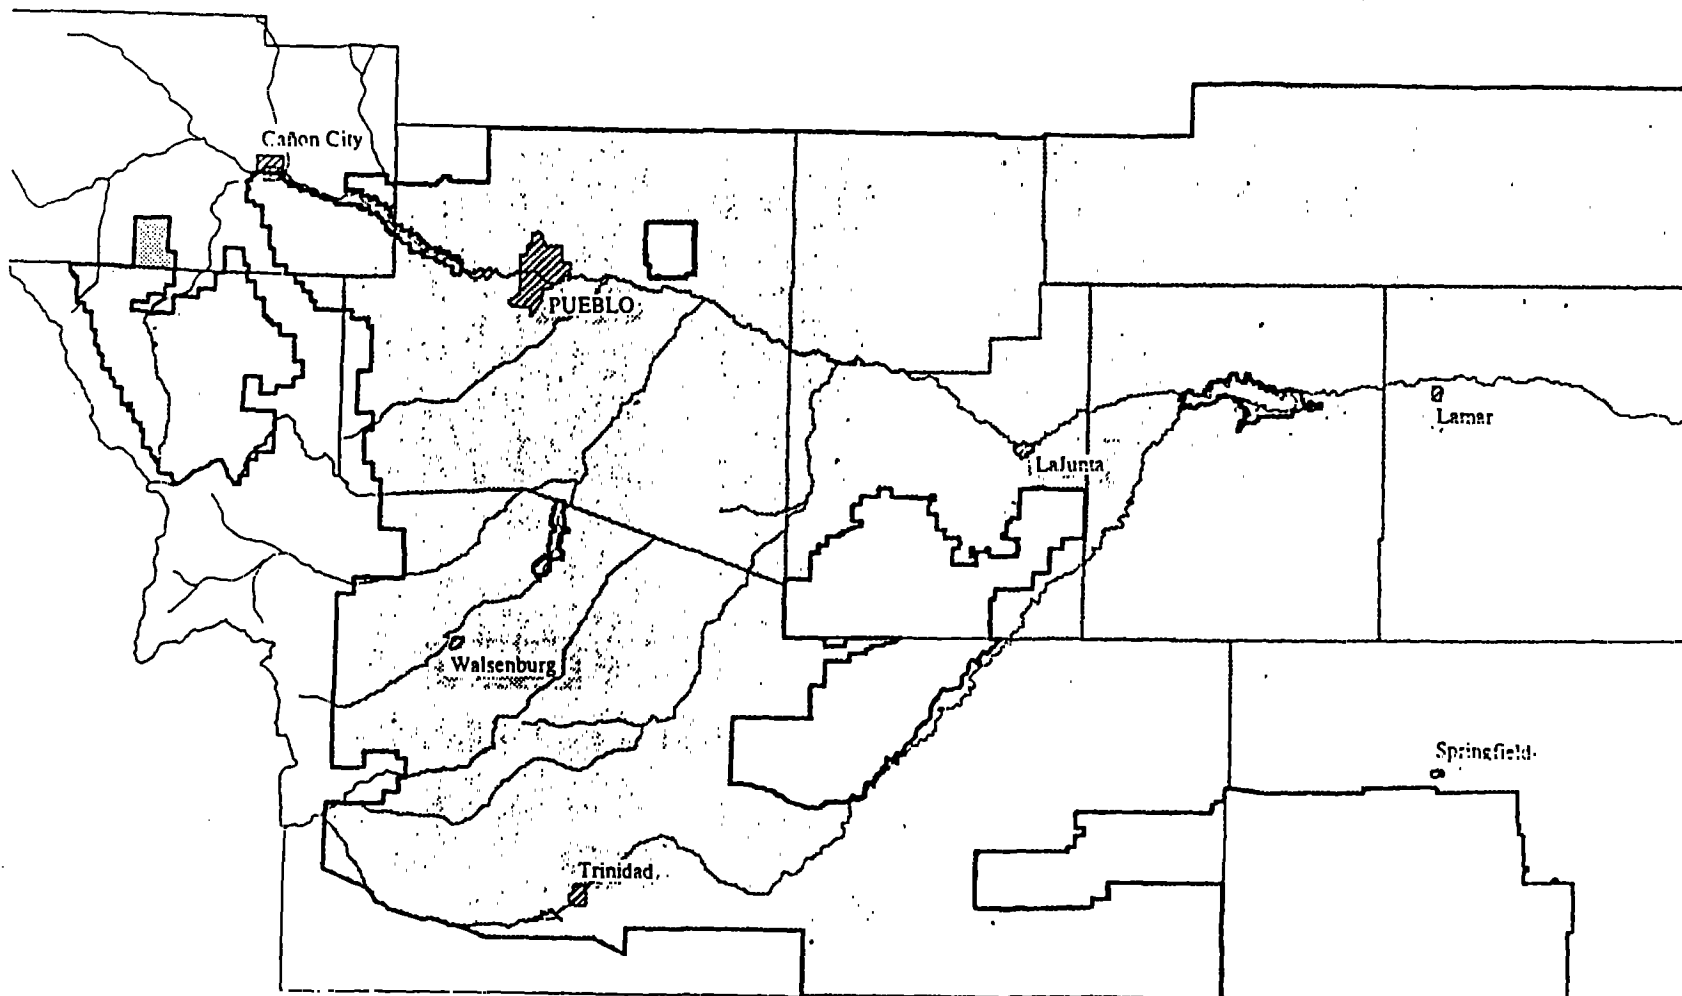 Cañon City
PUEBLO
Lamar
LaJunta
Walsenburg
Springfield
Trinidad